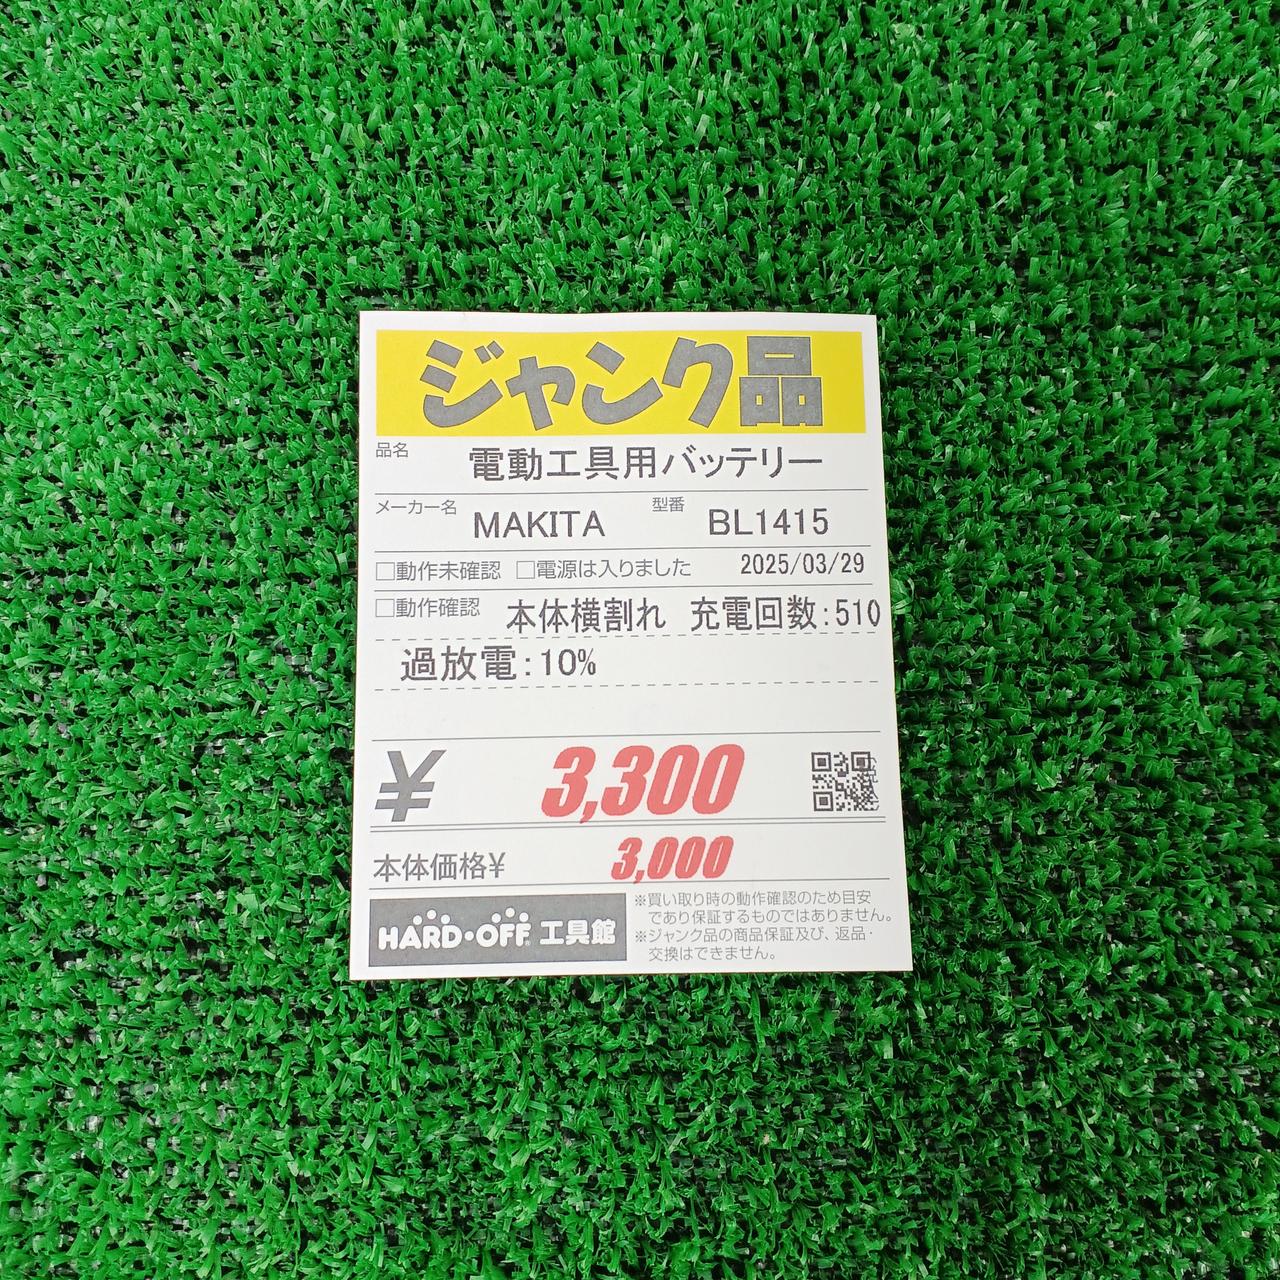 ジャンク品
品名 電動工具用バッテリー
メーカー名 MAKITA 型番 BL1415
□動作未確認 □電源は入りました 2025/03/29
□動作確認 本体横割れ 充電回数:510
過放電:10%
¥ 3,300
本体価格¥ 3,000
HARD・OFF 工具館
※買い取り時の動作確認のため目安
であり保証するものではありません。
※ジャンク品の商品保証及び、返品・
交換はできません。